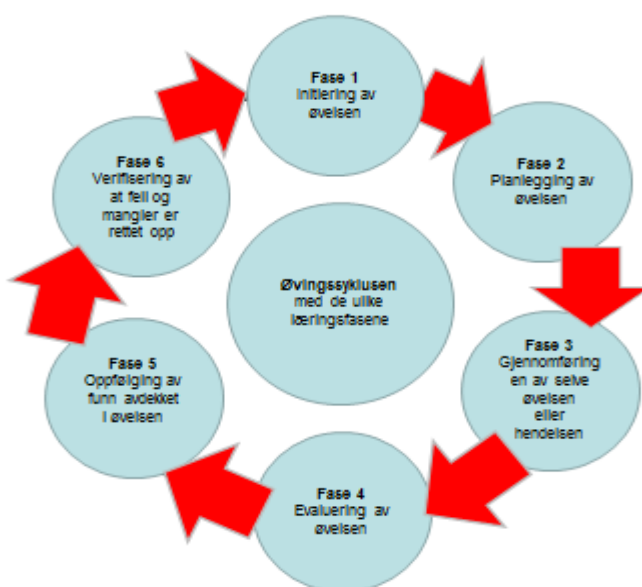 Fase 1
Initiering av
øvelsen
Fase 2
Planlegging av
øvelsen
Fase 6
Verifisering av
at feil og
mangler er
rettet opp
Øvingssyklusen
med de ulike
læringsfasene
Fase 3
Gjennomføring
en av selve
øvelsen
eller
hendelsen
Fase 5
Oppfølging av
funn avdekket
i øvelsen
Fase 4
Evaluering av
øvelsen